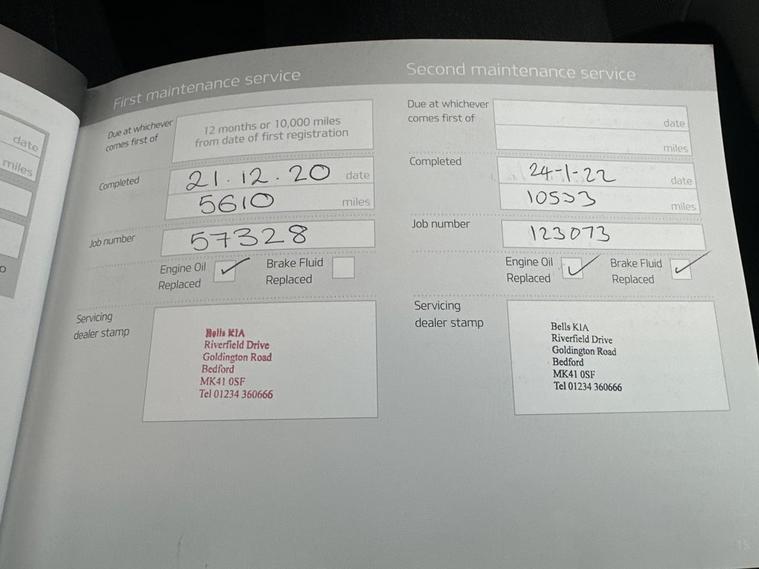 date
miles
First maintenance service
Due at whichever
comes first of
12 months or 10,000 miles
from date of first registration
Completed
21.12.20 date
5610 miles
Job number
57328
Engine Oil
Replaced
Brake Fluid
Replaced
Servicing
dealer stamp
Bells KIA
Riverfield Drive
Goldington Road
Bedford
MK41 0SF
Tel 01234 360666
Second maintenance service
Due at whichever
comes first of
date
miles
Completed
24-1-22 date
10553 miles
Job number
123073
Engine Oil
Replaced
Brake Fluid
Replaced
Servicing
dealer stamp
Bells KIA
Riverfield Drive
Goldington Road
Bedford
MK41 0SF
Tel 01234 360666
15